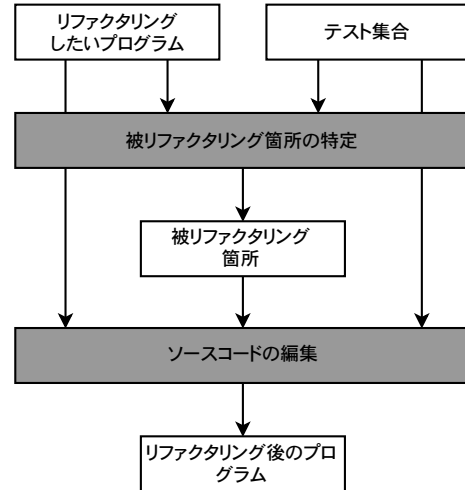 リファクタリング
したいプログラム
テスト集合
被リファクタリング箇所の特定
被リファクタリング
箇所
ソースコードの編集
リファクタリング後のプロ
グラム